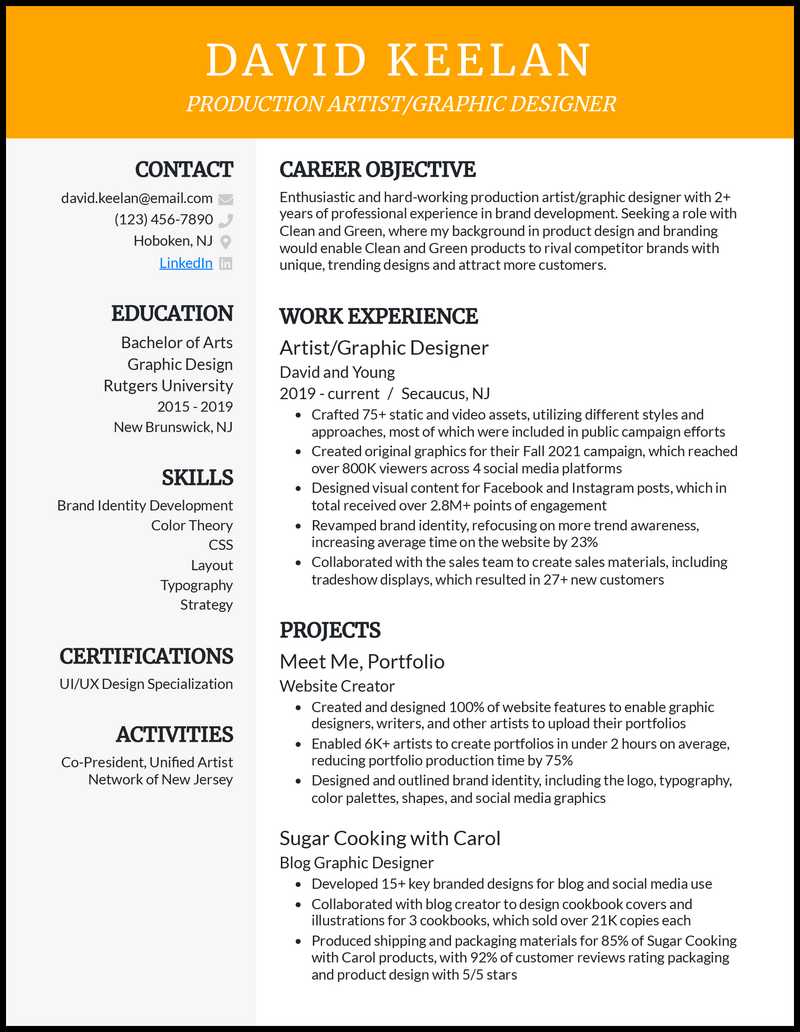 DAVID KEELAN
PRODUCTION ARTIST/GRAPHIC DESIGNER
CONTACT
david.keelan@email.com
(123) 456-7890
Hoboken, NJ
LinkedIn
EDUCATION
Bachelor of Arts
Graphic Design
Rutgers University
2015 - 2019
New Brunswick, NJ
SKILLS
Brand Identity Development
Color Theory
CSS
Layout
Typography
Strategy
CERTIFICATIONS
UI/UX Design Specialization
ACTIVITIES
Co-President, Unified Artist
Network of New Jersey
CAREER OBJECTIVE
Enthusiastic and hard-working production artist/graphic designer with 2+
years of professional experience in brand development. Seeking a role with
Clean and Green, where my background in product design and branding
would enable Clean and Green products to rival competitor brands with
unique, trending designs and attract more customers.
WORK EXPERIENCE
Artist/Graphic Designer
David and Young
2019 - current / Secaucus, NJ
• Crafted 75+ static and video assets, utilizing different styles and
approaches, most of which were included in public campaign efforts
• Created original graphics for their Fall 2021 campaign, which reached
over 800K viewers across 4 social media platforms
• Designed visual content for Facebook and Instagram posts, which in
total received over 2.8M+ points of engagement
• Revamped brand identity, refocusing on more trend awareness,
increasing average time on the website by 23%
• Collaborated with the sales team to create sales materials, including
tradeshow displays, which resulted in 27+ new customers
PROJECTS
Meet Me, Portfolio
Website Creator
• Created and designed 100% of website features to enable graphic
designers, writers, and other artists to upload their portfolios
• Enabled 6K+ artists to create portfolios in under 2 hours on average,
reducing portfolio production time by 75%
• Designed and outlined brand identity, including the logo, typography,
color palettes, shapes, and social media graphics
Sugar Cooking with Carol
Blog Graphic Designer
• Developed 15+ key branded designs for blog and social media use
• Collaborated with blog creator to design cookbook covers and
illustrations for 3 cookbooks, which sold over 21K copies each
• Produced shipping and packaging materials for 85% of Sugar Cooking
with Carol products, with 92% of customer reviews rating packaging
and product design with 5/5 stars